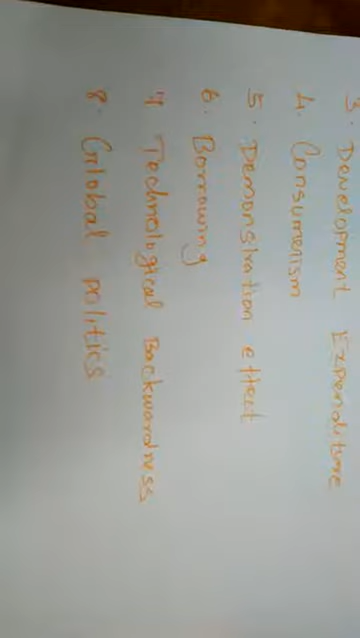 3. Development Expenditure
4. Consumerism
5. Demonstration effect
6. Borrowing
7 Technological Backwardness
8. Global politics